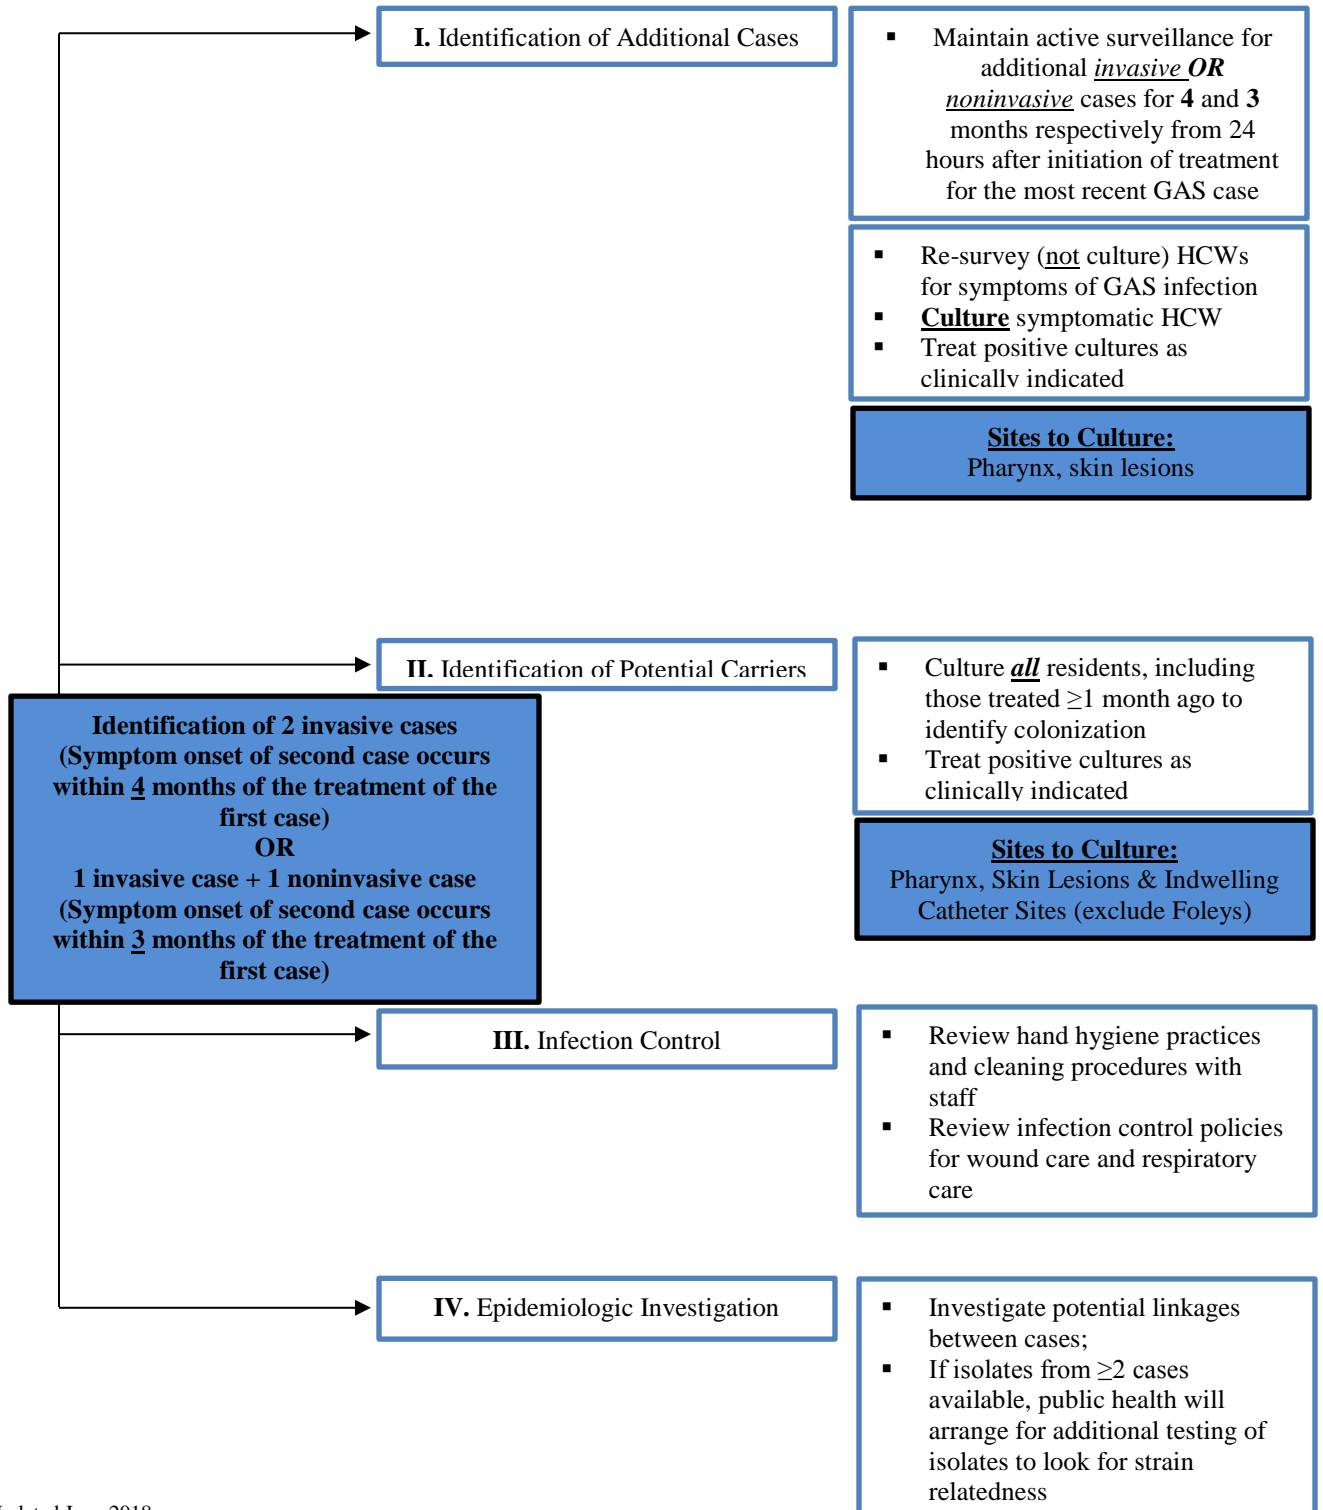 I. Identification of Additional Cases
▪ Maintain active surveillance for
additional invasive OR
noninvasive cases for 4 and 3
months respectively from 24
hours after initiation of treatment
for the most recent GAS case
▪ Re-survey (not culture) HCWs
for symptoms of GAS infection
▪ Culture symptomatic HCW
▪ Treat positive cultures as
clinically indicated
Sites to Culture:
Pharynx, skin lesions
II. Identification of Potential Carriers
▪ Culture all residents, including
those treated ≥1 month ago to
identify colonization
▪ Treat positive cultures as
clinically indicated
Sites to Culture:
Pharynx, Skin Lesions & Indwelling
Catheter Sites (exclude Foleys)
Identification of 2 invasive cases
(Symptom onset of second case occurs
within 4 months of the treatment of the
first case)
OR
1 invasive case + 1 noninvasive case
(Symptom onset of second case occurs
within 3 months of the treatment of the
first case)
III. Infection Control
▪ Review hand hygiene practices
and cleaning procedures with
staff
▪ Review infection control policies
for wound care and respiratory
care
IV. Epidemiologic Investigation
▪ Investigate potential linkages
between cases;
▪ If isolates from ≥2 cases
available, public health will
arrange for additional testing of
isolates to look for strain
relatedness
2018